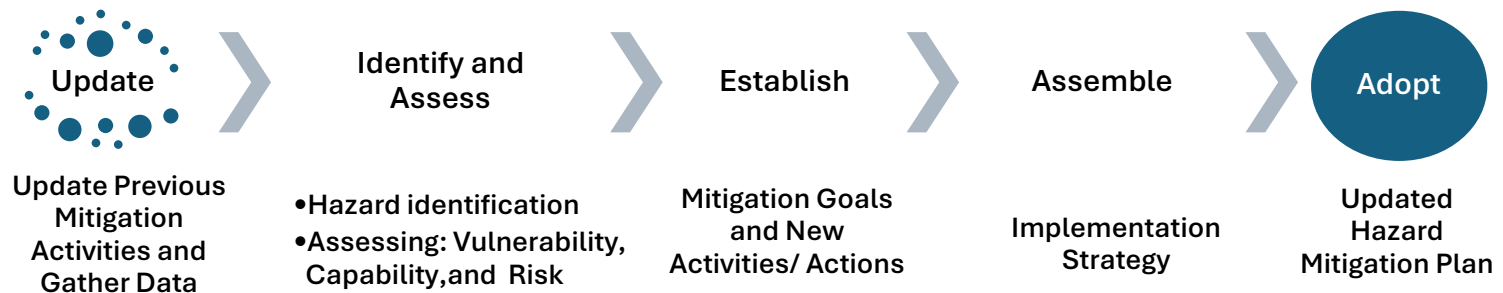 Update
Identify and
Assess
Establish
Assemble
Adopt
Update Previous
Mitigation
Activities and
Gather Data
•Hazard identification
•Assessing: Vulnerability,
Capability,and Risk
Mitigation Goals
and New
Activities/ Actions
Implementation
Strategy
Updated
Hazard
Mitigation Plan